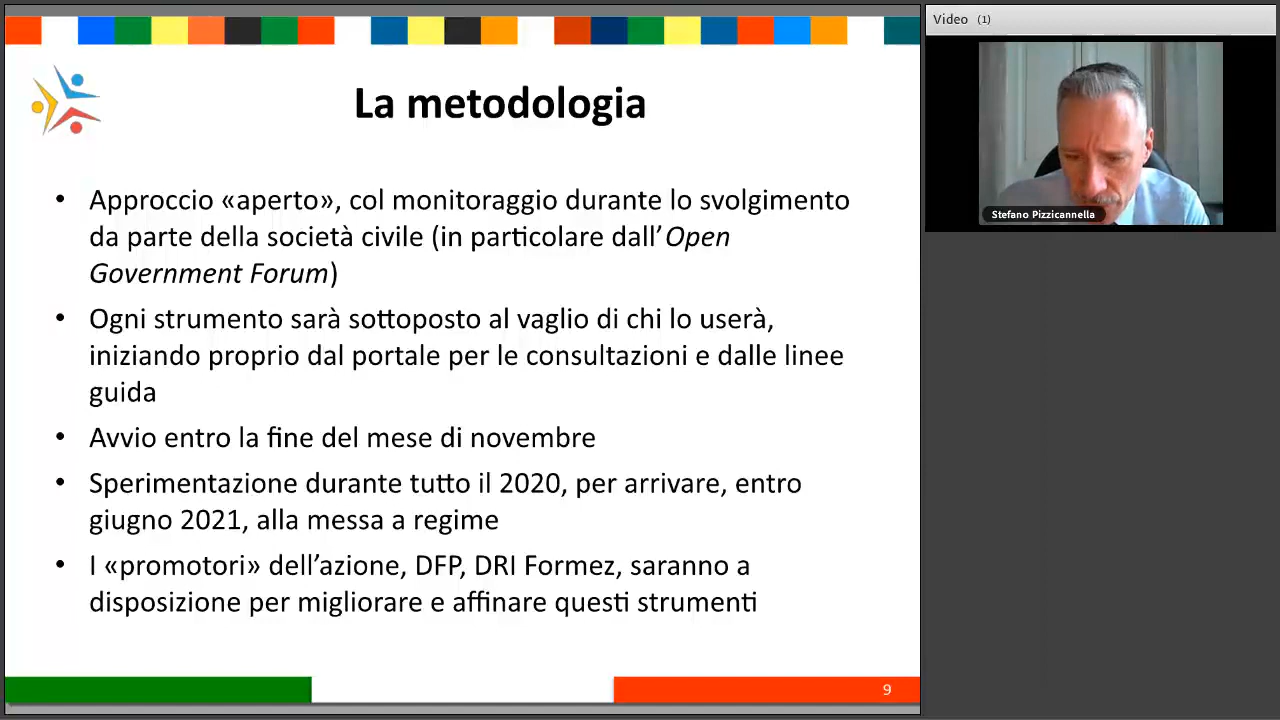 La metodologia
• Approccio «aperto», col monitoraggio durante lo svolgimento
da parte della società civile (in particolare dall’Open
Government Forum)
• Ogni strumento sarà sottoposto al vaglio di chi lo userà,
iniziando proprio dal portale per le consultazioni e dalle linee
guida
• Avvio entro la fine del mese di novembre
• Sperimentazione durante tutto il 2020, per arrivare, entro
giugno 2021, alla messa a regime
• I «promotori» dell’azione, DFP, DRI Formez, saranno a
disposizione per migliorare e affinare questi strumenti
9
Video (1)
Stefano Pizzicannella